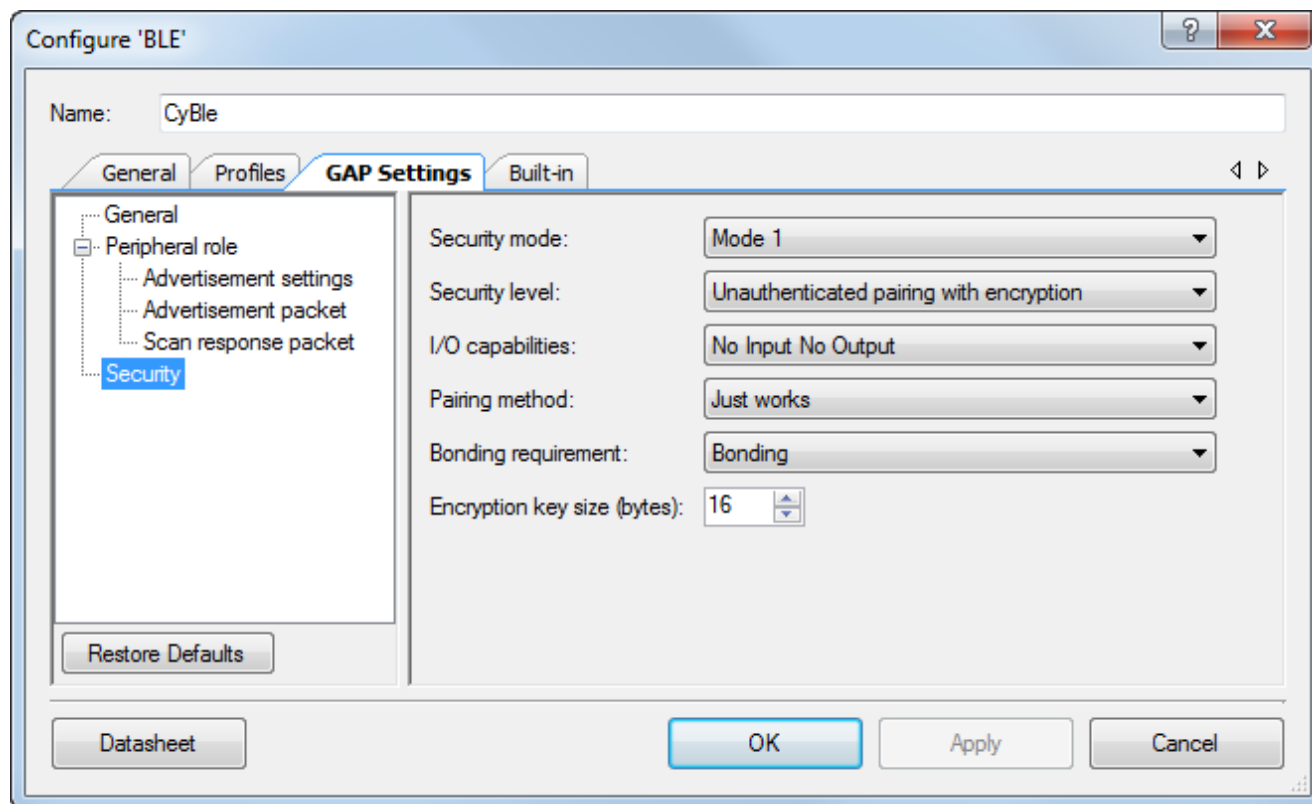 Configure 'BLE'
Name: CyBle
General Profiles GAP Settings Built-in
General
Peripheral role
Advertisement settings
Advertisement packet
Scan response packet
Security
Security mode: Mode 1
Security level: Unauthenticated pairing with encryption
I/O capabilities: No Input No Output
Pairing method: Just works
Bonding requirement: Bonding
Encryption key size (bytes): 16
Restore Defaults
Datasheet OK Apply Cancel